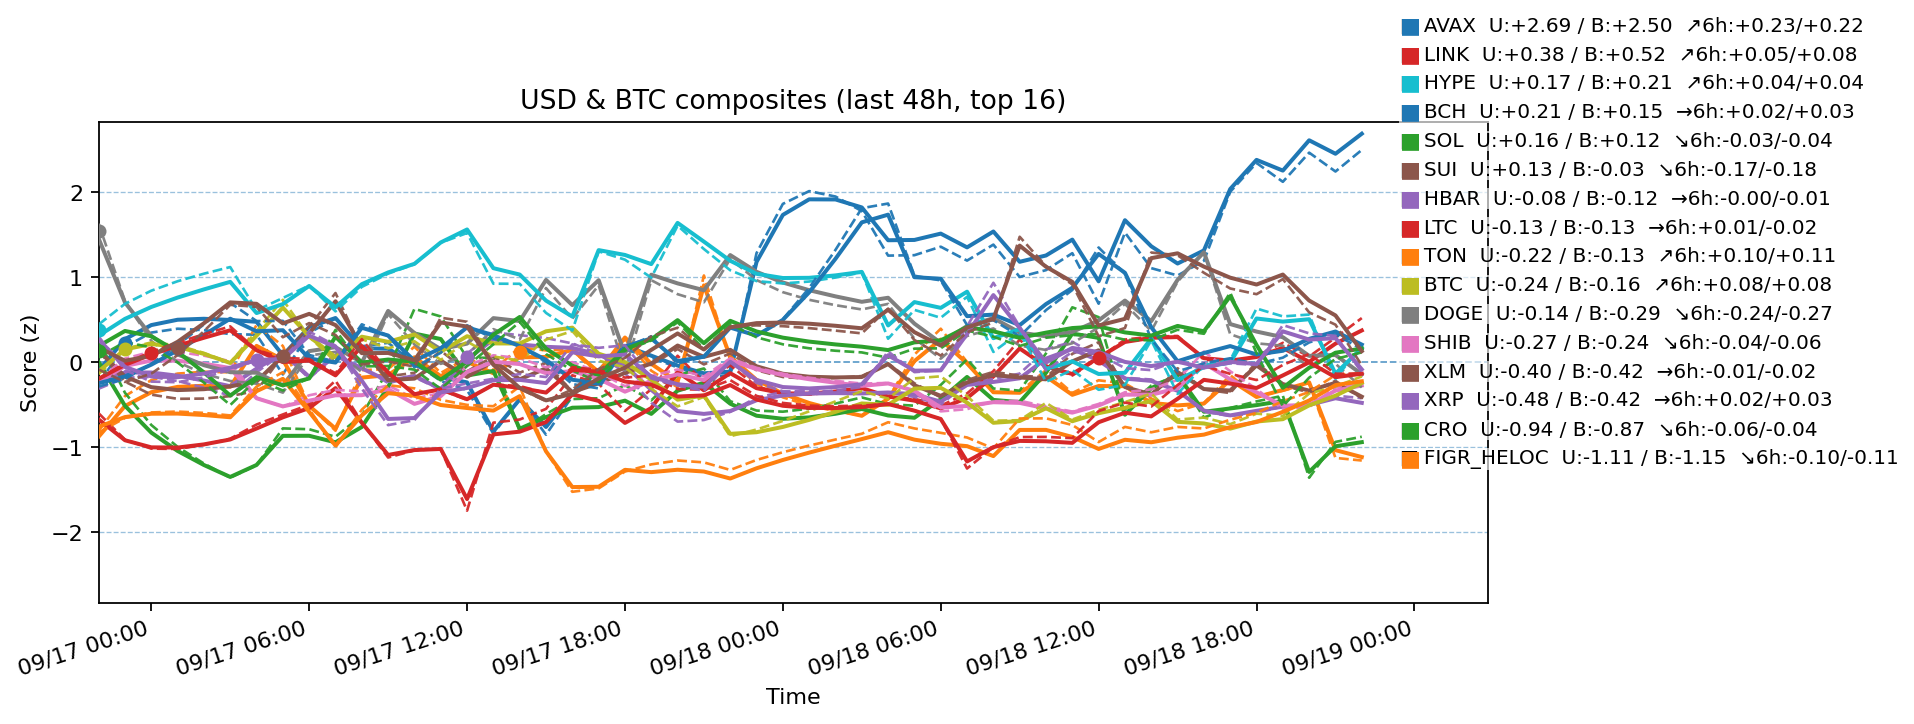 AVAX U:+2.69 / B:+2.50 ↗6h:+0.23/+0.22
LINK U:+0.38 / B:+0.52 ↗6h:+0.05/+0.08
HYPE U:+0.17 / B:+0.21 ↗6h:+0.04/+0.04
BCH U:+0.21 / B:+0.15 →6h:+0.02/+0.03
SOL U:+0.16 / B:+0.12 ↘6h:-0.03/-0.04
SUI U:+0.13 / B:-0.03 ↘6h:-0.17/-0.18
HBAR U:-0.08 / B:-0.12 →6h:-0.00/-0.01
LTC U:-0.13 / B:-0.13 →6h:+0.01/-0.02
TON U:-0.22 / B:-0.13 ↗6h:+0.10/+0.11
BTC U:-0.24 / B:-0.16 ↗6h:+0.08/+0.08
DOGE U:-0.14 / B:-0.29 ↘6h:-0.24/-0.27
SHIB U:-0.27 / B:-0.24 ↘6h:-0.04/-0.06
XLM U:-0.40 / B:-0.42 →6h:-0.01/-0.02
XRP U:-0.48 / B:-0.42 →6h:+0.02/+0.03
CRO U:-0.94 / B:-0.87 ↘6h:-0.06/-0.04
FIGR_HELOC U:-1.11 / B:-1.15 ↘6h:-0.10/-0.11
USD & BTC composites (last 48h, top 16)
Score (z)
2
1
0
−1
−2
09/17 00:00
09/17 06:00
09/17 12:00
09/17 18:00
09/18 00:00
09/18 06:00
09/18 12:00
09/18 18:00
09/19 00:00
Time